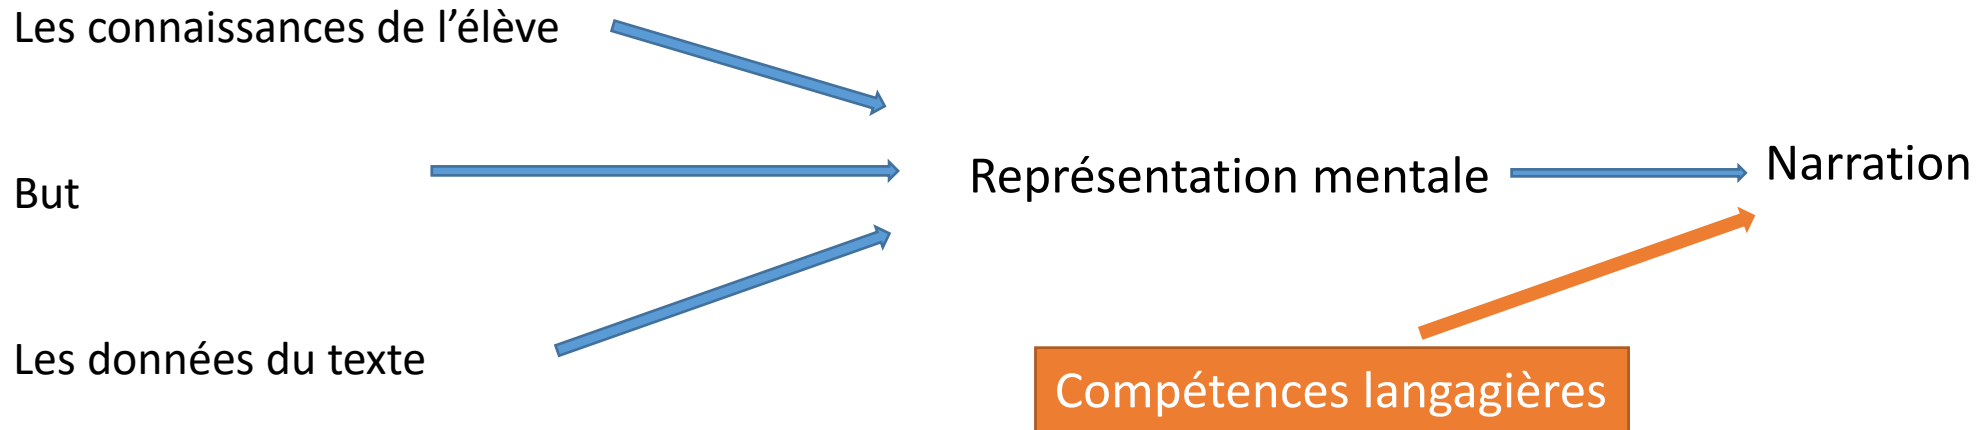 Les connaissances de l’élève
But
Les données du texte
Représentation mentale
Narration
Compétences langagières